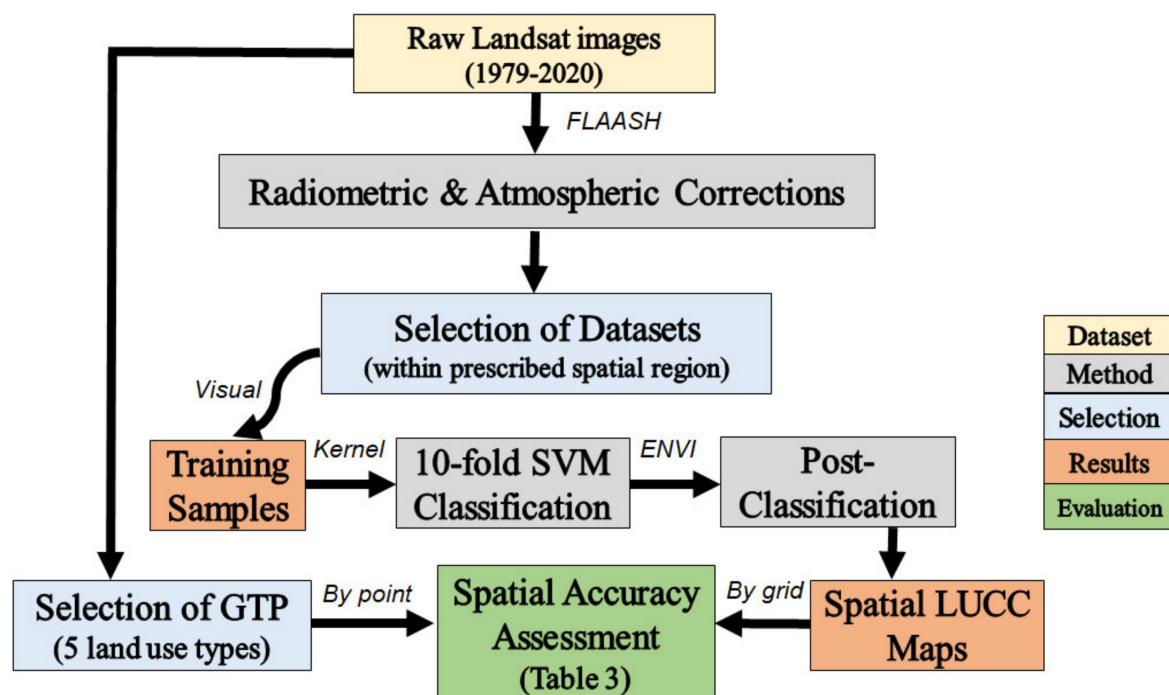 Raw Landsat images
(1979-2020)
FLAASH
Radiometric & Atmospheric Corrections
Selection of Datasets
(within prescribed spatial region)
Visual
Training
Samples
Kernel
10-fold SVM
Classification
ENVI
Post-
Classification
Selection of GTP
(5 land use types)
By point
Spatial Accuracy
Assessment
(Table 3)
By grid
Spatial LUCC
Maps
Dataset
Method
Selection
Results
Evaluation